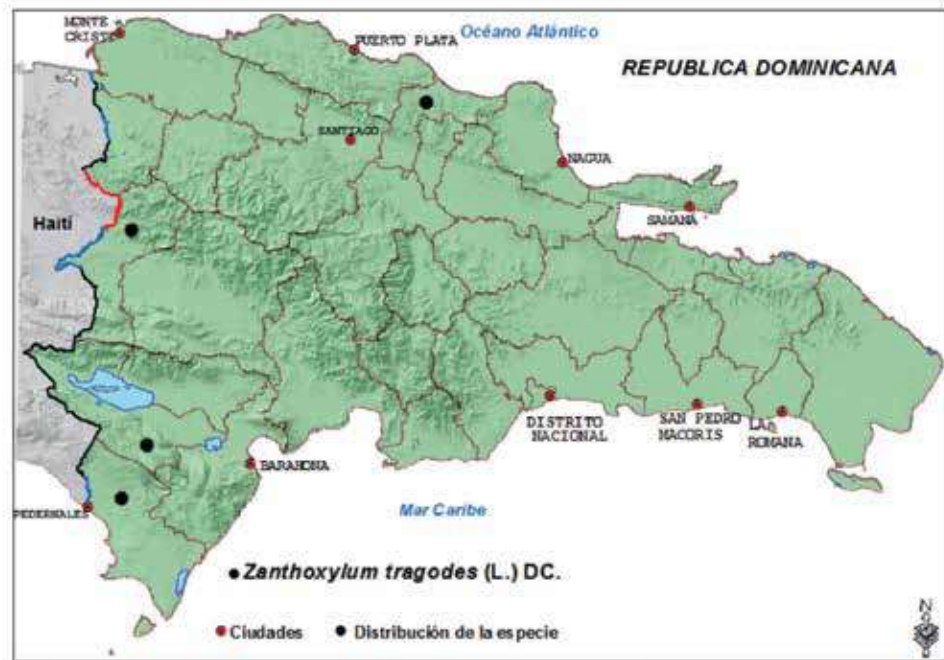 MONTE
CRISTI
PUERTO PLATA
Océano Atlántico
REPUBLICA DOMINICANA
SANTIAGO
NAGUA
SAMANA
Haití
DISTRITO
NACIONAL
SAN PEDRO
MACORIS
LA
ROMANA
BARAHONA
PEDERNALES
Mar Caribe
Zanthoxylum tragodes (L.) DC.
Ciudades
Distribución de la especie
N